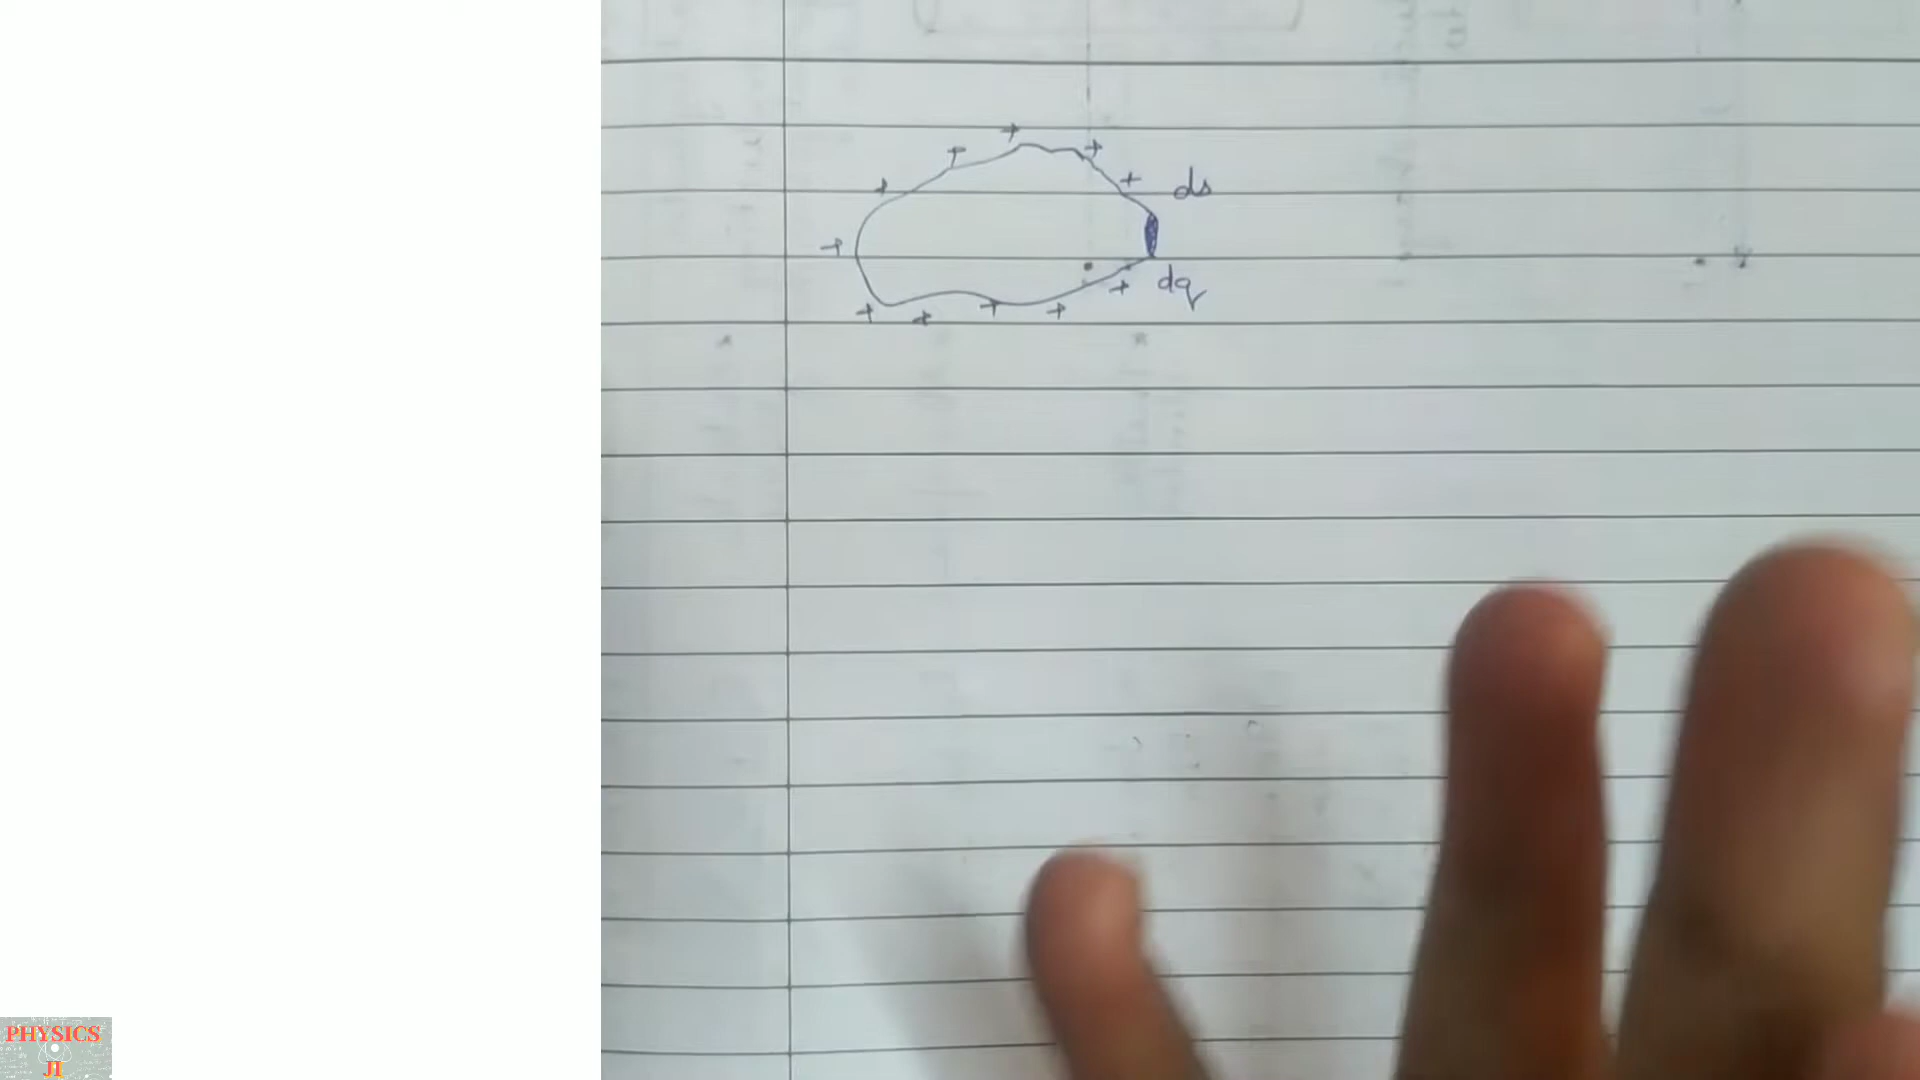 + + + + + ds
+
+ dq
+ + + +
PHYSICS
JI